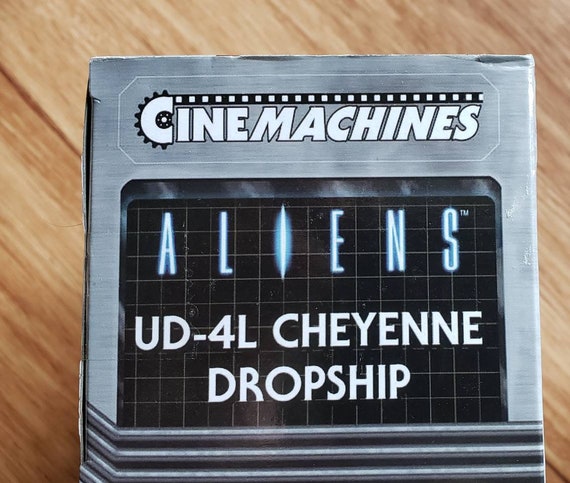 CINEMACHINES
ALIENS™
UD-4L CHEYENNE
DROPSHIP